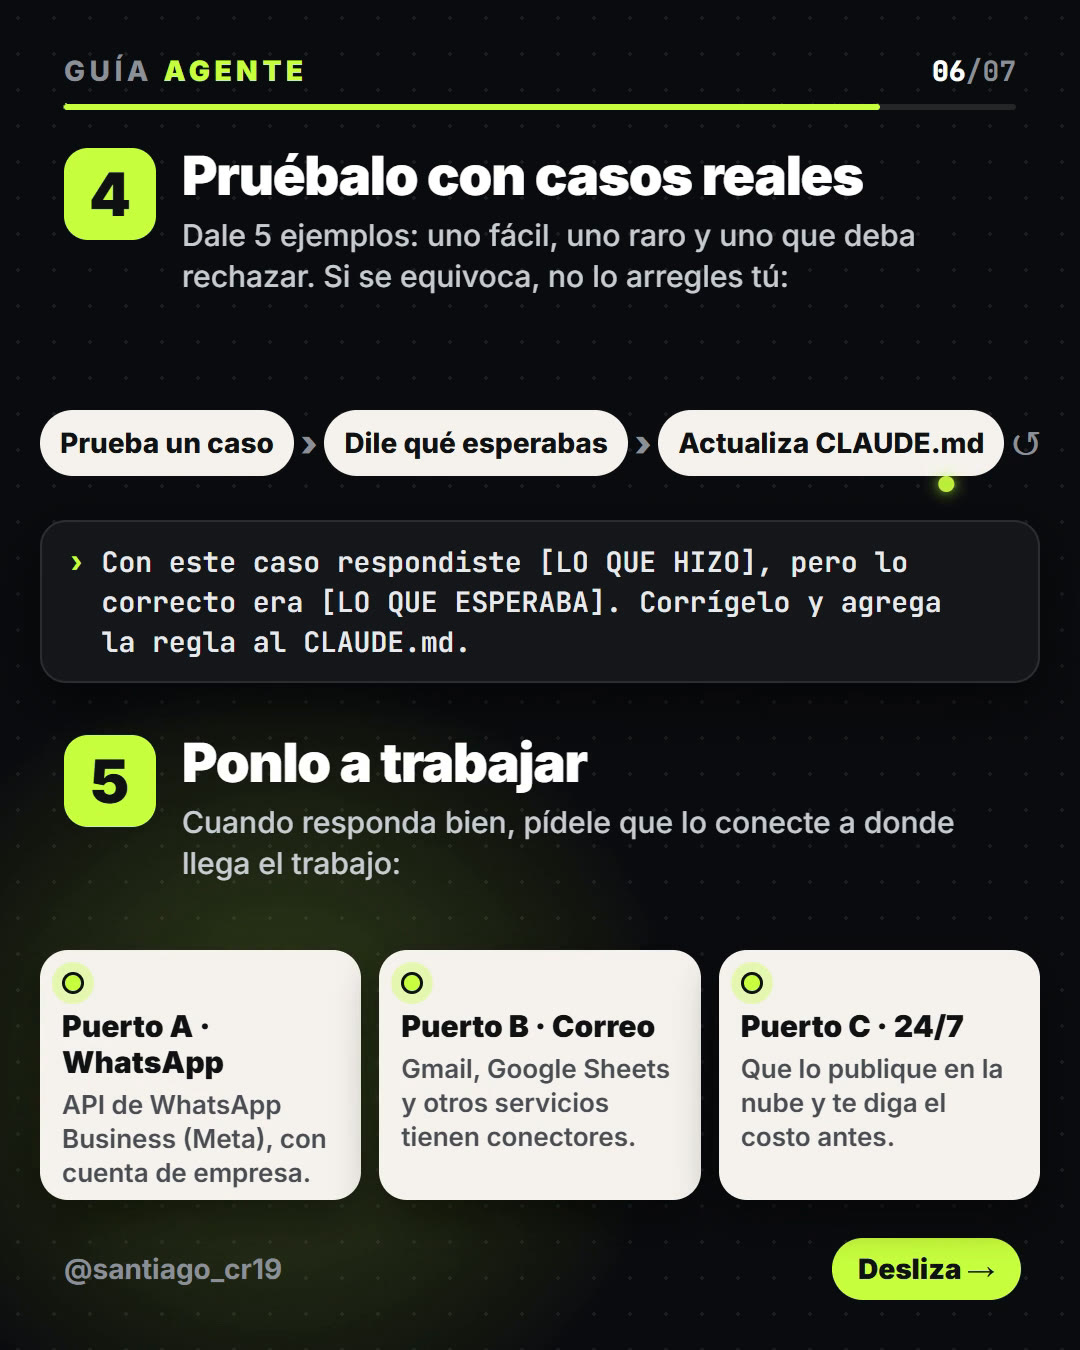 GUÍA AGENTE 06/07
4 Pruébalo con casos reales
Dale 5 ejemplos: uno fácil, uno raro y uno que deba
rechazar. Si se equivoca, no lo arregles tú:
Prueba un caso › Dile qué esperabas › Actualiza CLAUDE.md ↺
› Con este caso respondiste [LO QUE HIZO], pero lo
correcto era [LO QUE ESPERABA]. Corrígelo y agrega
la regla al CLAUDE.md.
5 Ponlo a trabajar
Cuando responda bien, pídele que lo conecte a donde
llega el trabajo:
Puerto A ·
WhatsApp
API de WhatsApp
Business (Meta), con
cuenta de empresa.
Puerto B · Correo
Gmail, Google Sheets
y otros servicios
tienen conectores.
Puerto C · 24/7
Que lo publique en la
nube y te diga el
costo antes.
@santiago_cr19
Desliza →